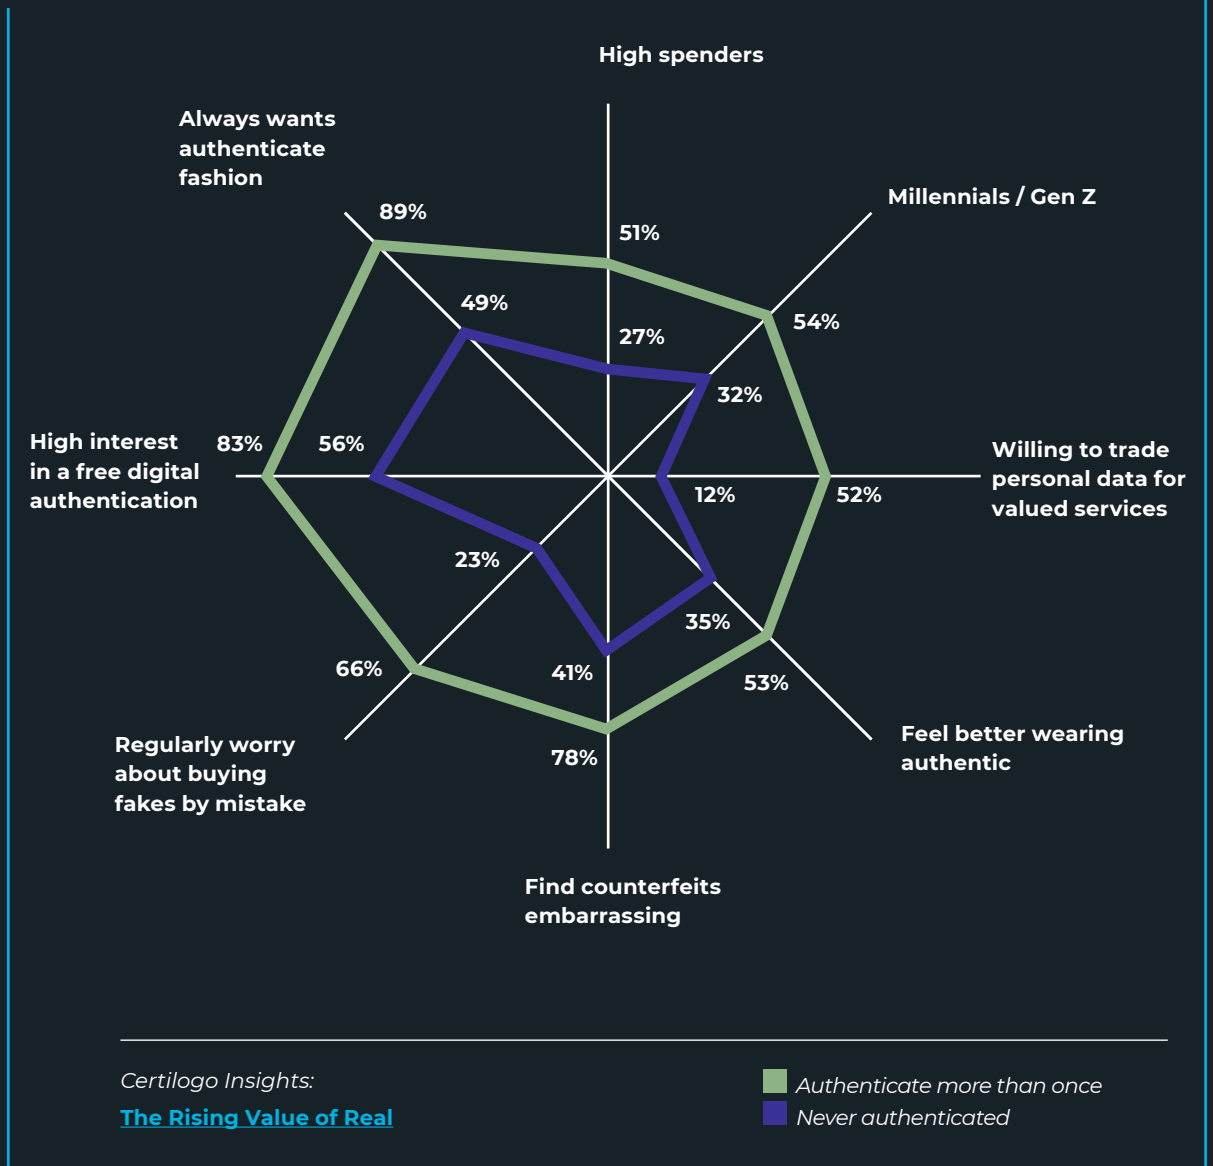 High spenders
Always wants
authenticate
fashion
Millennials / Gen Z
89%
51%
49%
54%
27%
32%
High interest
in a free digital
authentication
83%
56%
Willing to trade
personal data for
valued services
12%
52%
23%
35%
66%
41%
53%
78%
Regularly worry
about buying
fakes by mistake
Feel better wearing
authentic
Find counterfeits
embarrassing
Certilogo Insights:
The Rising Value of Real
Authenticate more than once
Never authenticated